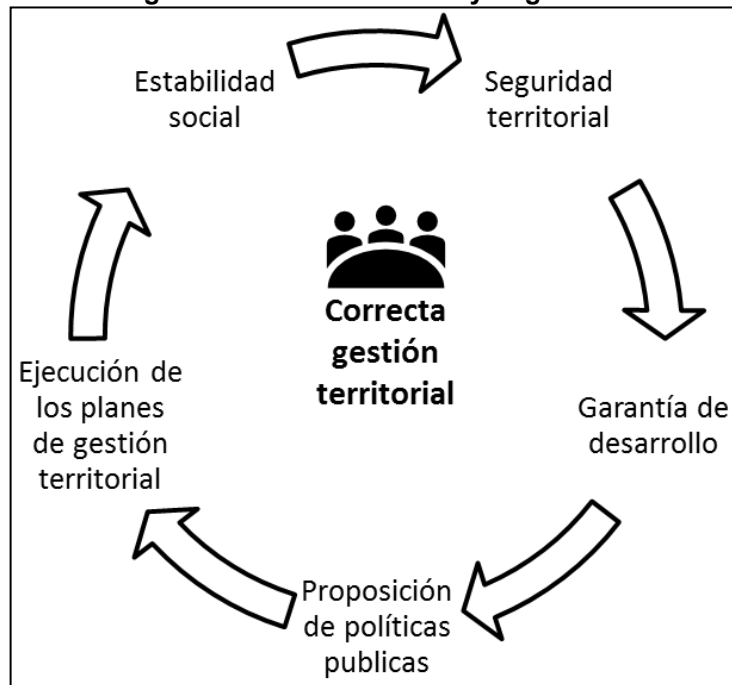 Estabilidad
social
Seguridad
territorial
Correcta
gestión
territorial
Garantía de
desarrollo
Proposición
de políticas
publicas
Ejecución de
los planes
de gestión
territorial